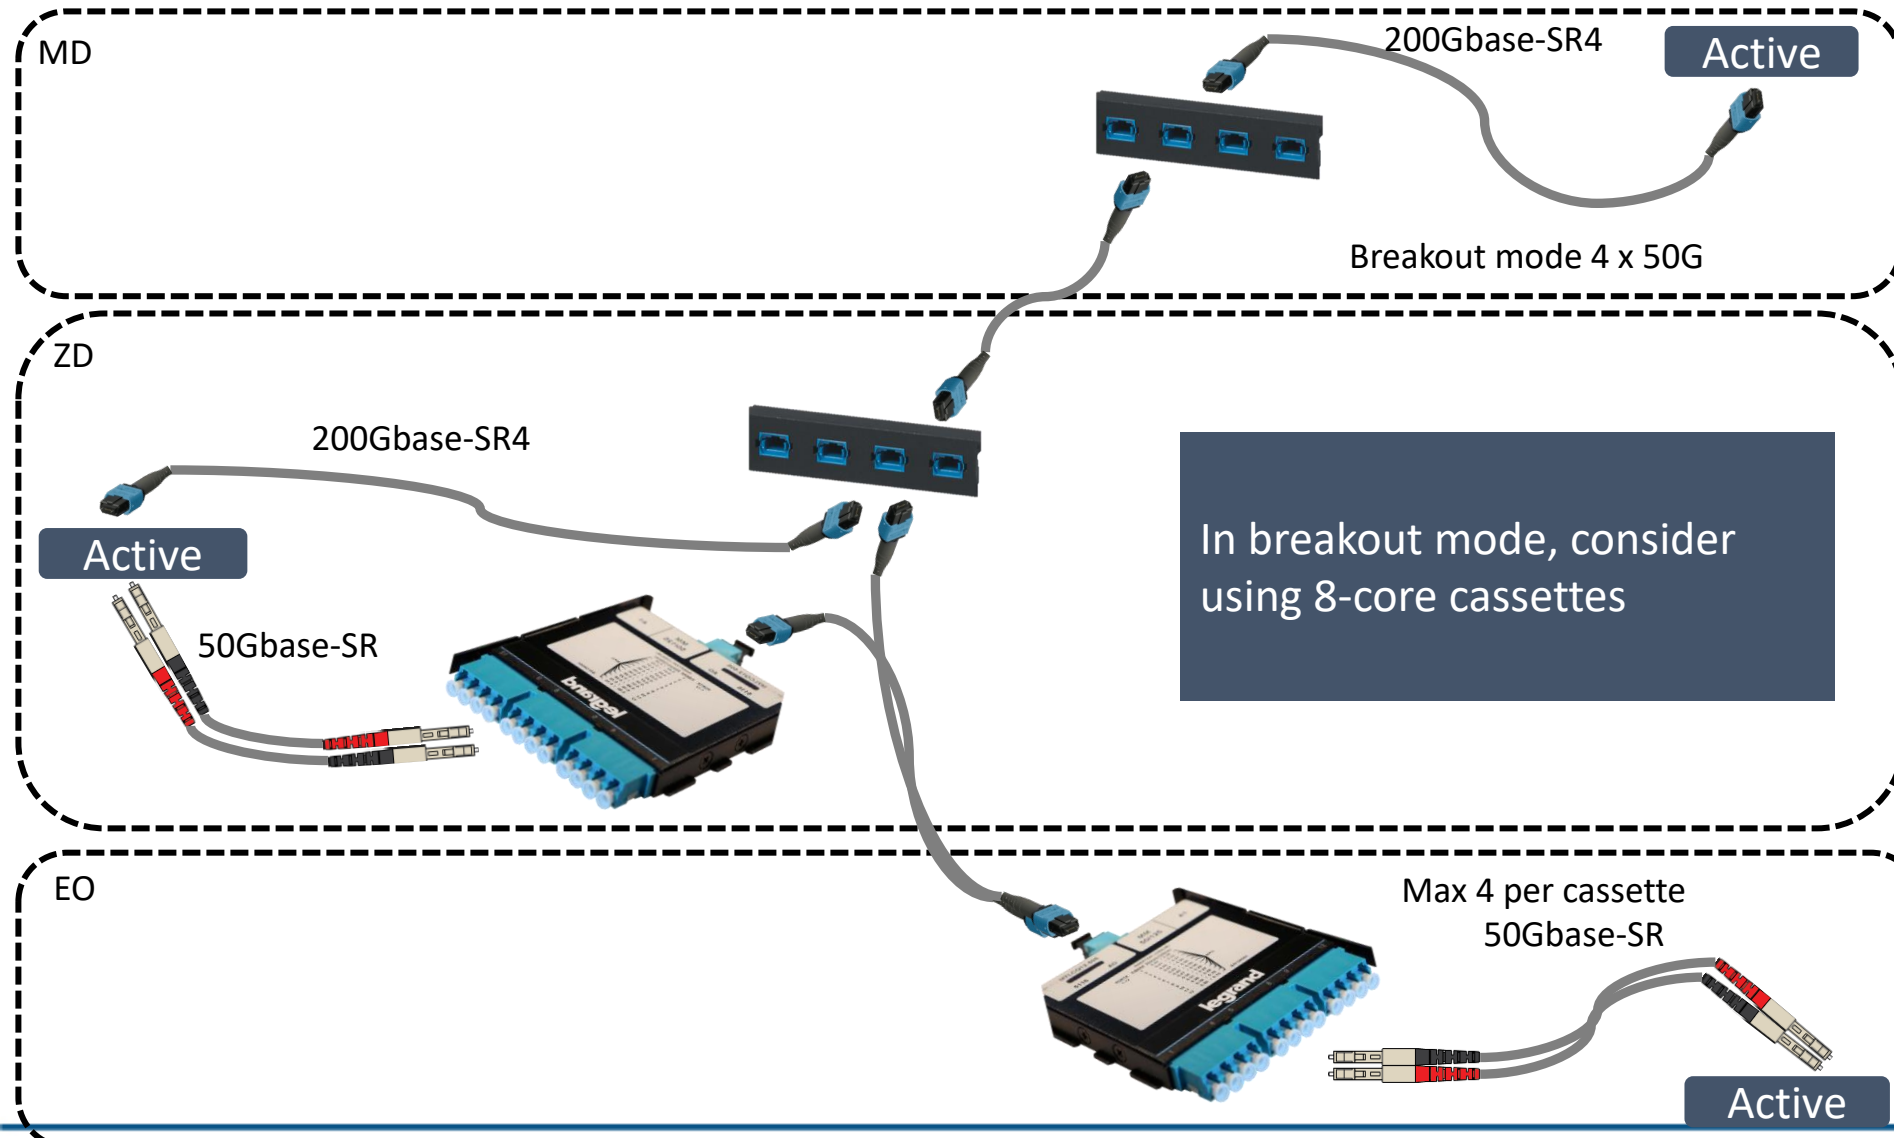 MD
200Gbase-SR4
Active
Breakout mode 4 x 50G
ZD
200Gbase-SR4
Active
50Gbase-SR
legrand
In breakout mode, consider
using 8-core cassettes
EO
Max 4 per cassette
50Gbase-SR
legrand
Active